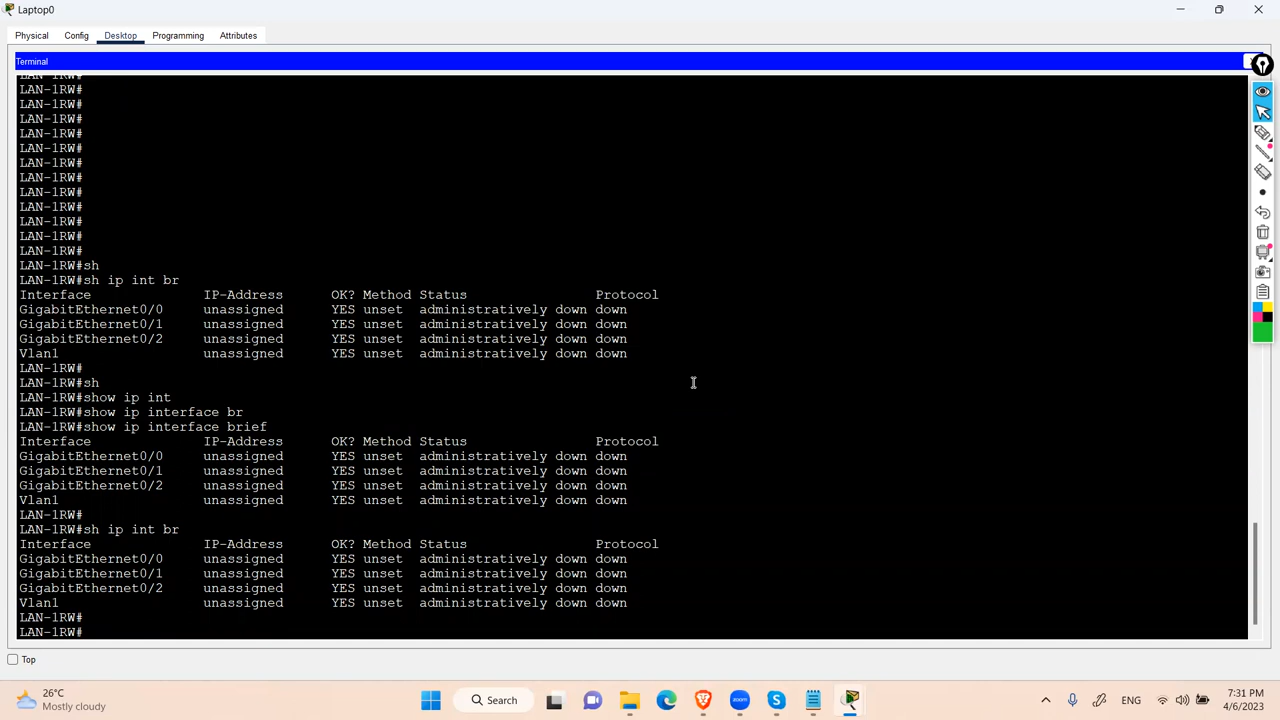 Laptop0
Physical Config Desktop Programming Attributes
Terminal
LAN-1RW#
LAN-1RW#
LAN-1RW#
LAN-1RW#
LAN-1RW#
LAN-1RW#
LAN-1RW#
LAN-1RW#
LAN-1RW#
LAN-1RW#
LAN-1RW#
LAN-1RW#
LAN-1RW#
LAN-1RW#sh
LAN-1RW#sh ip int br
Interface IP-Address OK? Method Status Protocol
GigabitEthernet0/0 unassigned YES unset administratively down down
GigabitEthernet0/1 unassigned YES unset administratively down down
GigabitEthernet0/2 unassigned YES unset administratively down down
Vlan1 unassigned YES unset administratively down down
LAN-1RW#
LAN-1RW#sh
LAN-1RW#show ip int
LAN-1RW#show ip interface br
LAN-1RW#show ip interface brief
Interface IP-Address OK? Method Status Protocol
GigabitEthernet0/0 unassigned YES unset administratively down down
GigabitEthernet0/1 unassigned YES unset administratively down down
GigabitEthernet0/2 unassigned YES unset administratively down down
Vlan1 unassigned YES unset administratively down down
LAN-1RW#
LAN-1RW#sh ip int br
Interface IP-Address OK? Method Status Protocol
GigabitEthernet0/0 unassigned YES unset administratively down down
GigabitEthernet0/1 unassigned YES unset administratively down down
GigabitEthernet0/2 unassigned YES unset administratively down down
Vlan1 unassigned YES unset administratively down down
LAN-1RW#
LAN-1RW#
Top
26°C
Mostly cloudy
Search
zoom
ENG
7:31 PM
4/6/2023